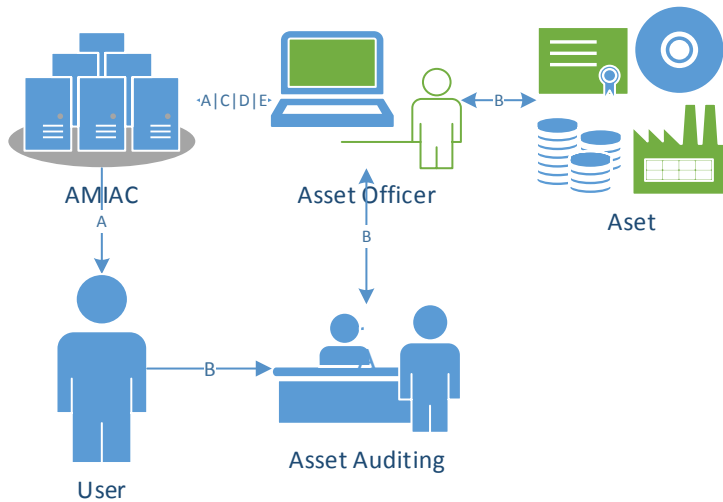 A|C|D|E
B
AMIAC
Asset Officer
Aset
A
B
B
Asset Auditing
User